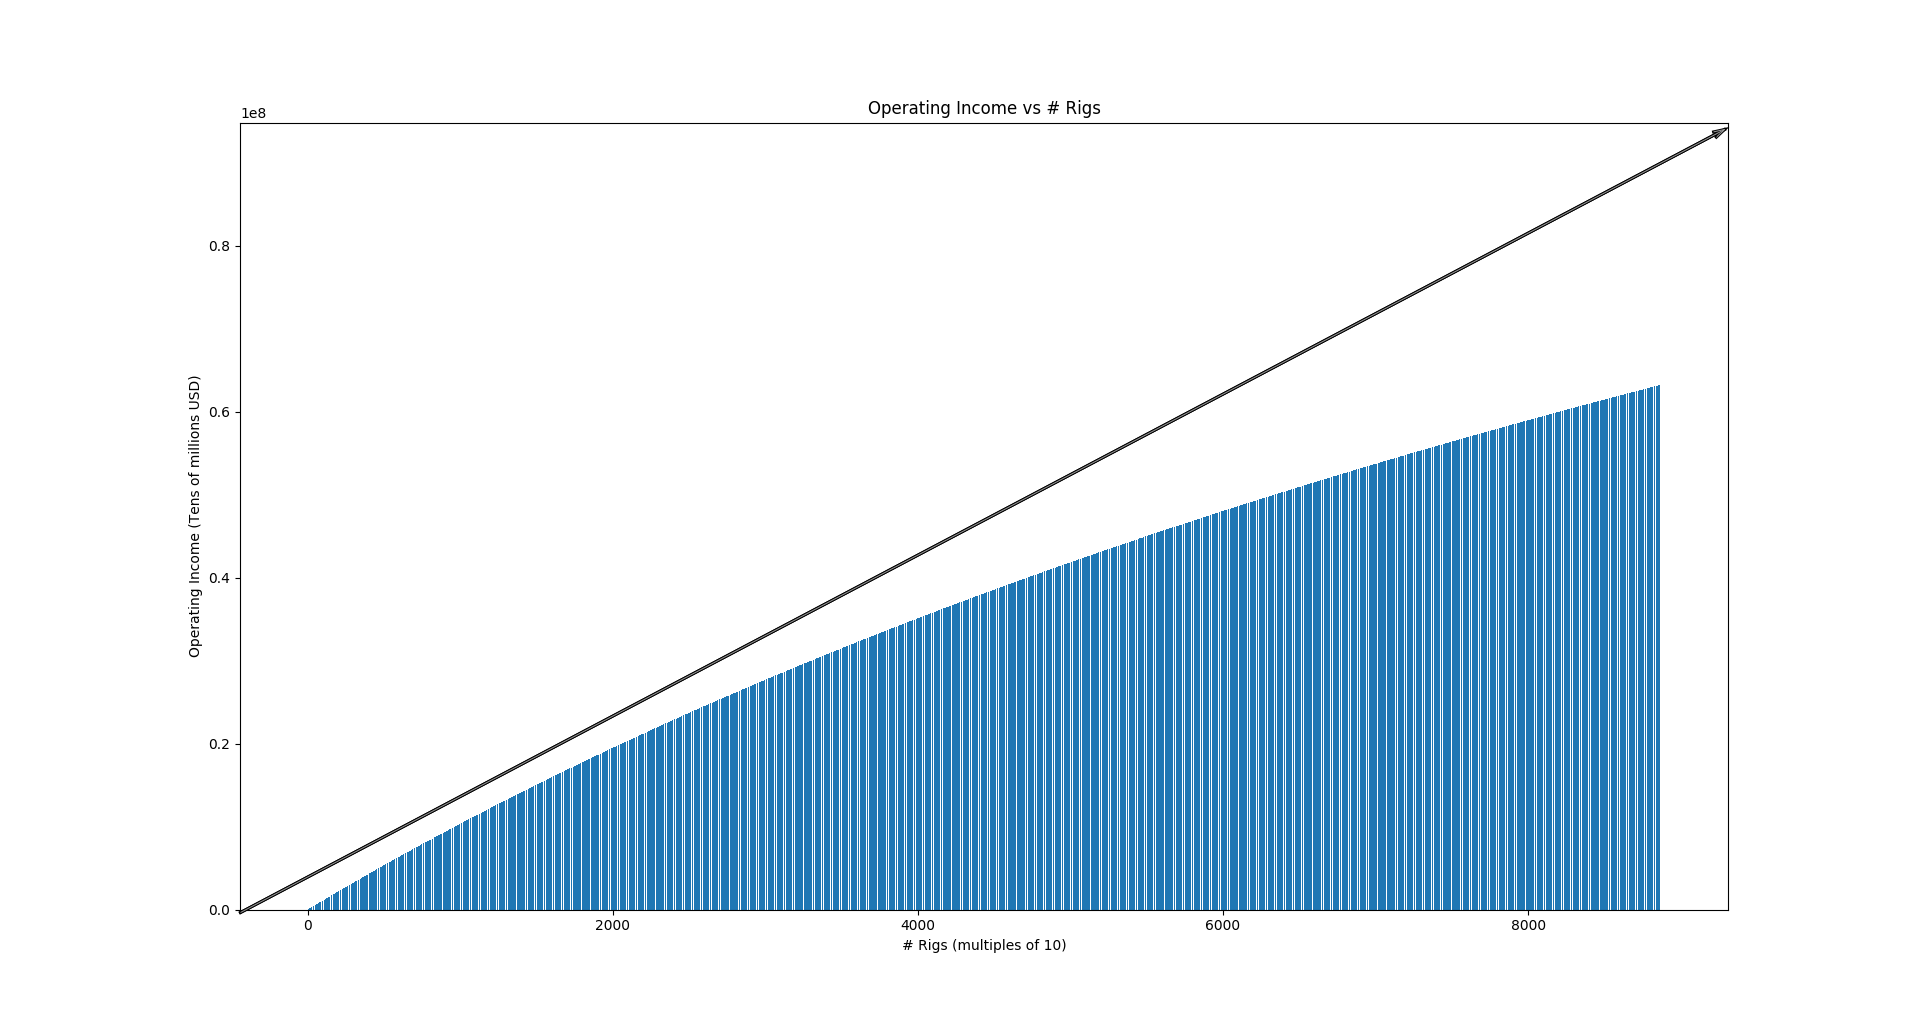 Operating Income vs # Rigs
1e8
0.8
0.6
0.4
0.2
0.0
Operating Income (Tens of millions USD)
0 2000 4000 6000 8000
# Rigs (multiples of 10)